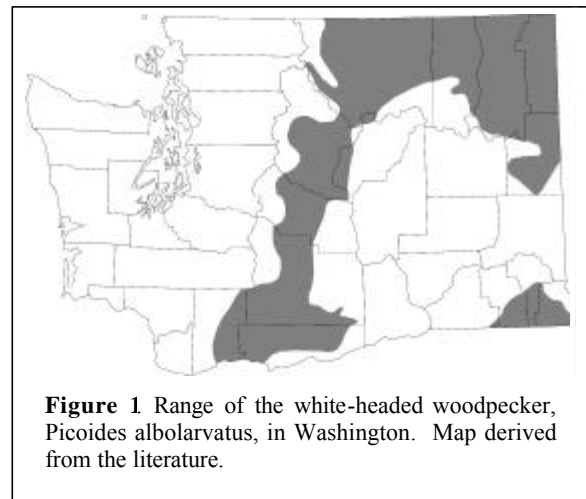 Figure 1 Range of the white-headed woodpecker,
Picoides albolarvatus, in Washington. Map derived
from the literature.